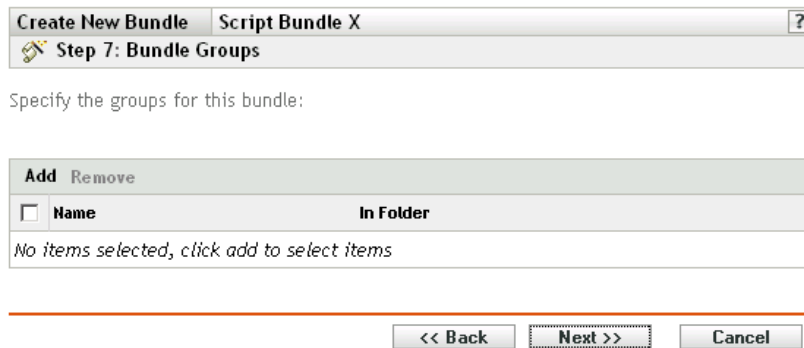 Create New Bundle Script Bundle X ?
Step 7: Bundle Groups
Specify the groups for this bundle:
Add Remove
Name In Folder
No items selected, click add to select items
<< Back Next >> Cancel